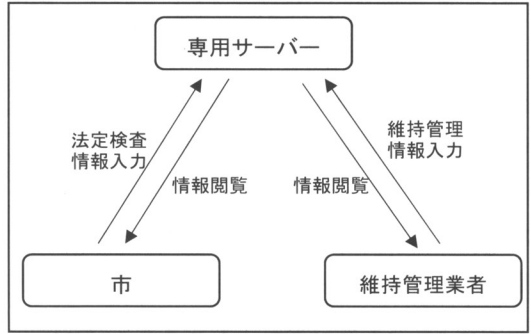 専用サーバー
法定検査
情報入力
維持管理
情報入力
情報閲覧
情報閲覧
市
維持管理業者